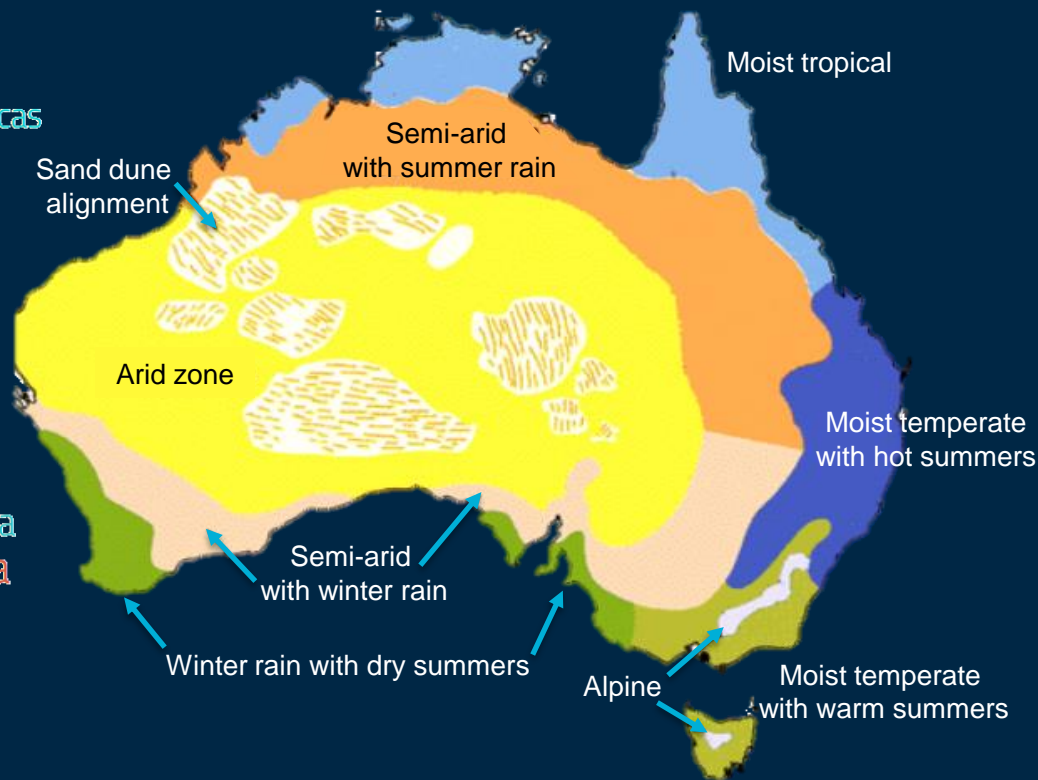 Moist tropical
cas
Semi-arid
with summer rain
Sand dune
alignment
Arid zone
Moist temperate
with hot summers
a
a
Semi-arid
with winter rain
Winter rain with dry summers
Alpine
Moist temperate
with warm summers